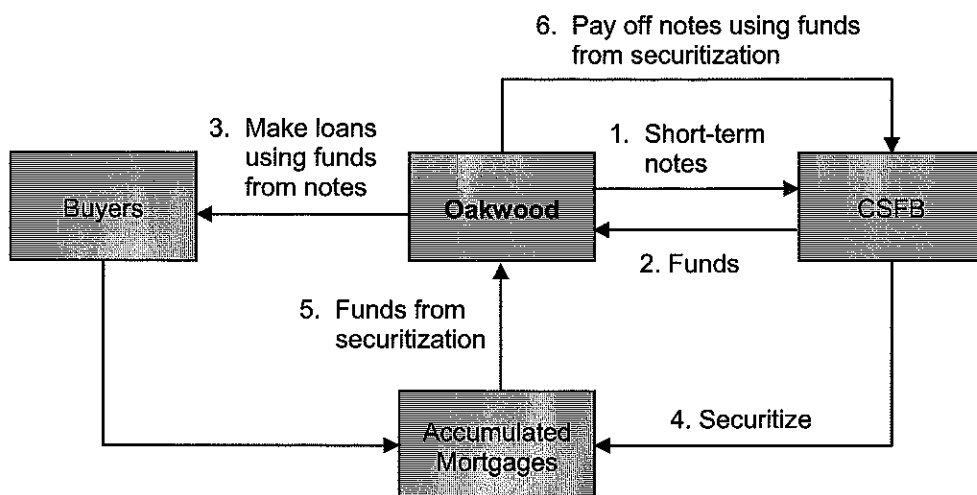 6. Pay off notes using funds
from securitization
3. Make loans
using funds
from notes
1. Short-term
notes
Buyers
Oakwood
CSFB
2. Funds
5. Funds from
securitization
Accumulated
Mortgages
4. Securitize